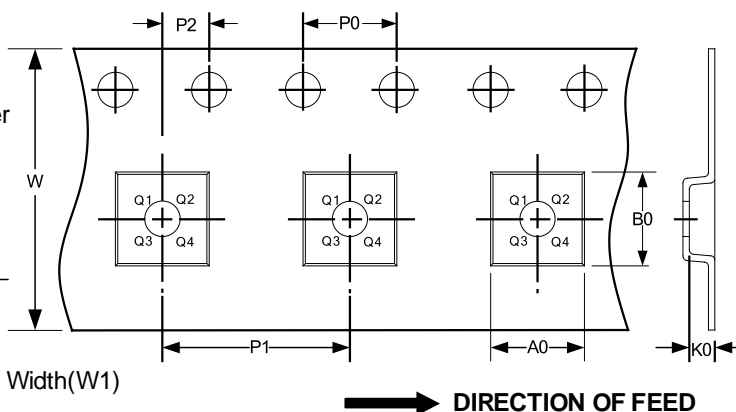 P2
P0
er
W
Q1 Q2
Q1 Q2
Q1 Q2
B0
Q3 Q4
Q3 Q4
Q3 Q4
P1
A0
K0
Width(W1)
DIRECTION OF FEED